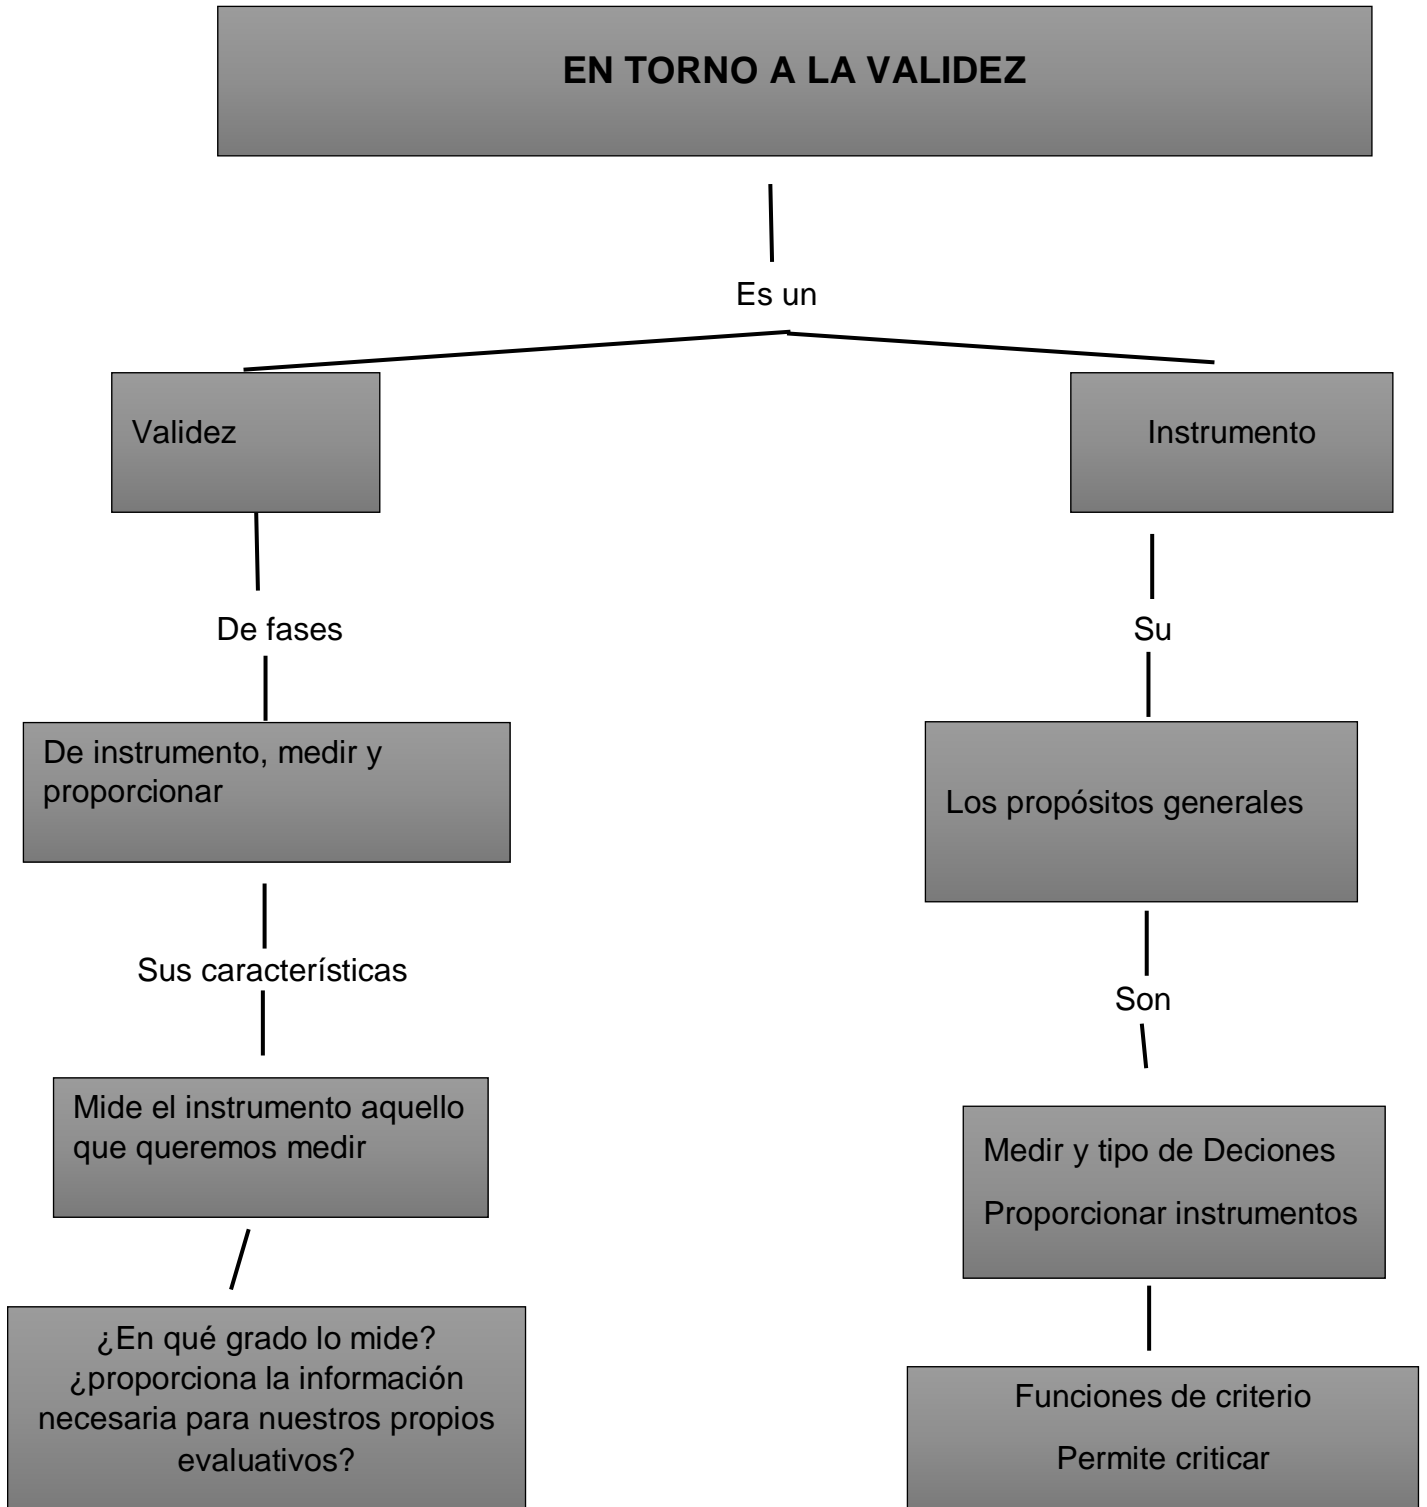 EN TORNO A LA VALIDEZ
Es un
Validez
Instrumento
De fases
Su
De instrumento, medir y
proporcionar
Los propósitos generales
Sus características
Son
Mide el instrumento aquello
que queremos medir
Medir y tipo de Deciones
Proporcionar instrumentos
¿En qué grado lo mide?
¿proporciona la información
necesaria para nuestros propios
evaluativos?
Funciones de criterio
Permite criticar